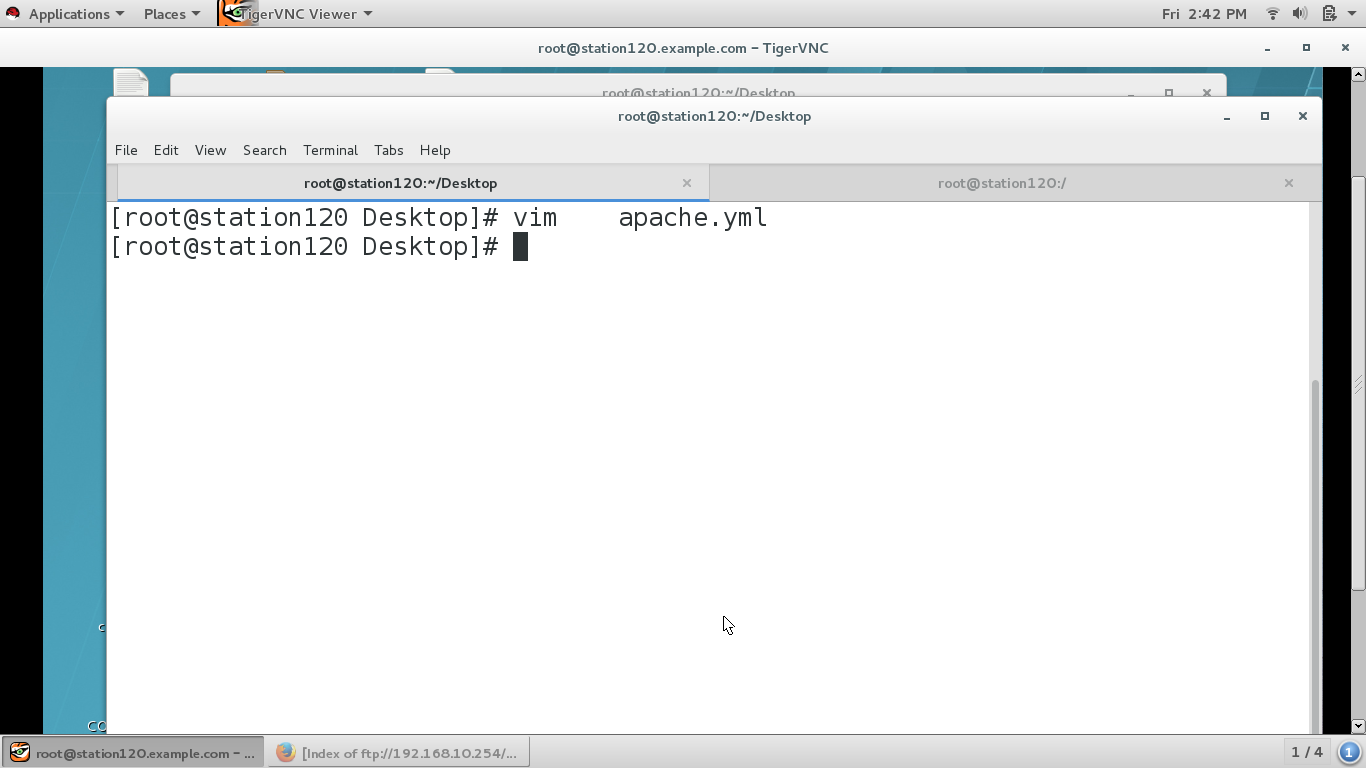 Applications Places TigerVNC Viewer Fri 2:42 PM
root@station120.example.com - TigerVNC
root@station120:~/Desktop
root@station120:~/Desktop
File Edit View Search Terminal Tabs Help
root@station120:~/Desktop root@station120:/
[root@station120 Desktop]# vim    apache.yml
[root@station120 Desktop]#
c
CO
root@station120.example.com - ... [Index of ftp://192.168.10.254/... 1 / 4 1